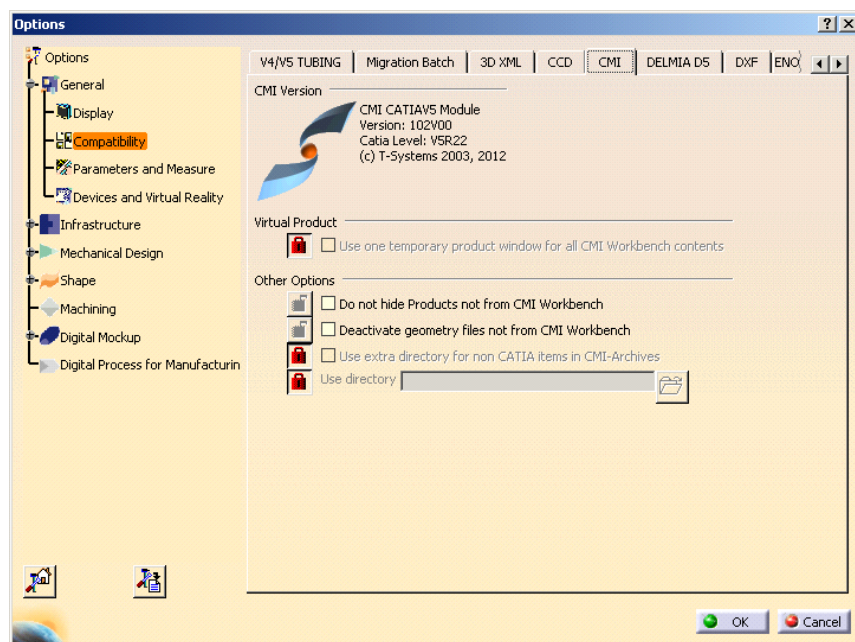 Options
Options
General
Display
Compatibility
Parameters and Measure
Devices and Virtual Reality
Infrastructure
Mechanical Design
Shape
Machining
Digital Mockup
Digital Process for Manufacturin
V4/V5 TUBING Migration Batch 3D XML CCD CMI DELMIA D5 DXF ENO
CMI Version
CMI CATIAV5 Module
Version: 102V00
Catia Level: V5R22
(c) T-Systems 2003, 2012
Virtual Product
Use one temporary product window for all CMI Workbench contents
Other Options
Do not hide Products not from CMI Workbench
Deactivate geometry files not from CMI Workbench
Use extra directory for non CATIA items in CMI-Archives
Use directory
OK Cancel